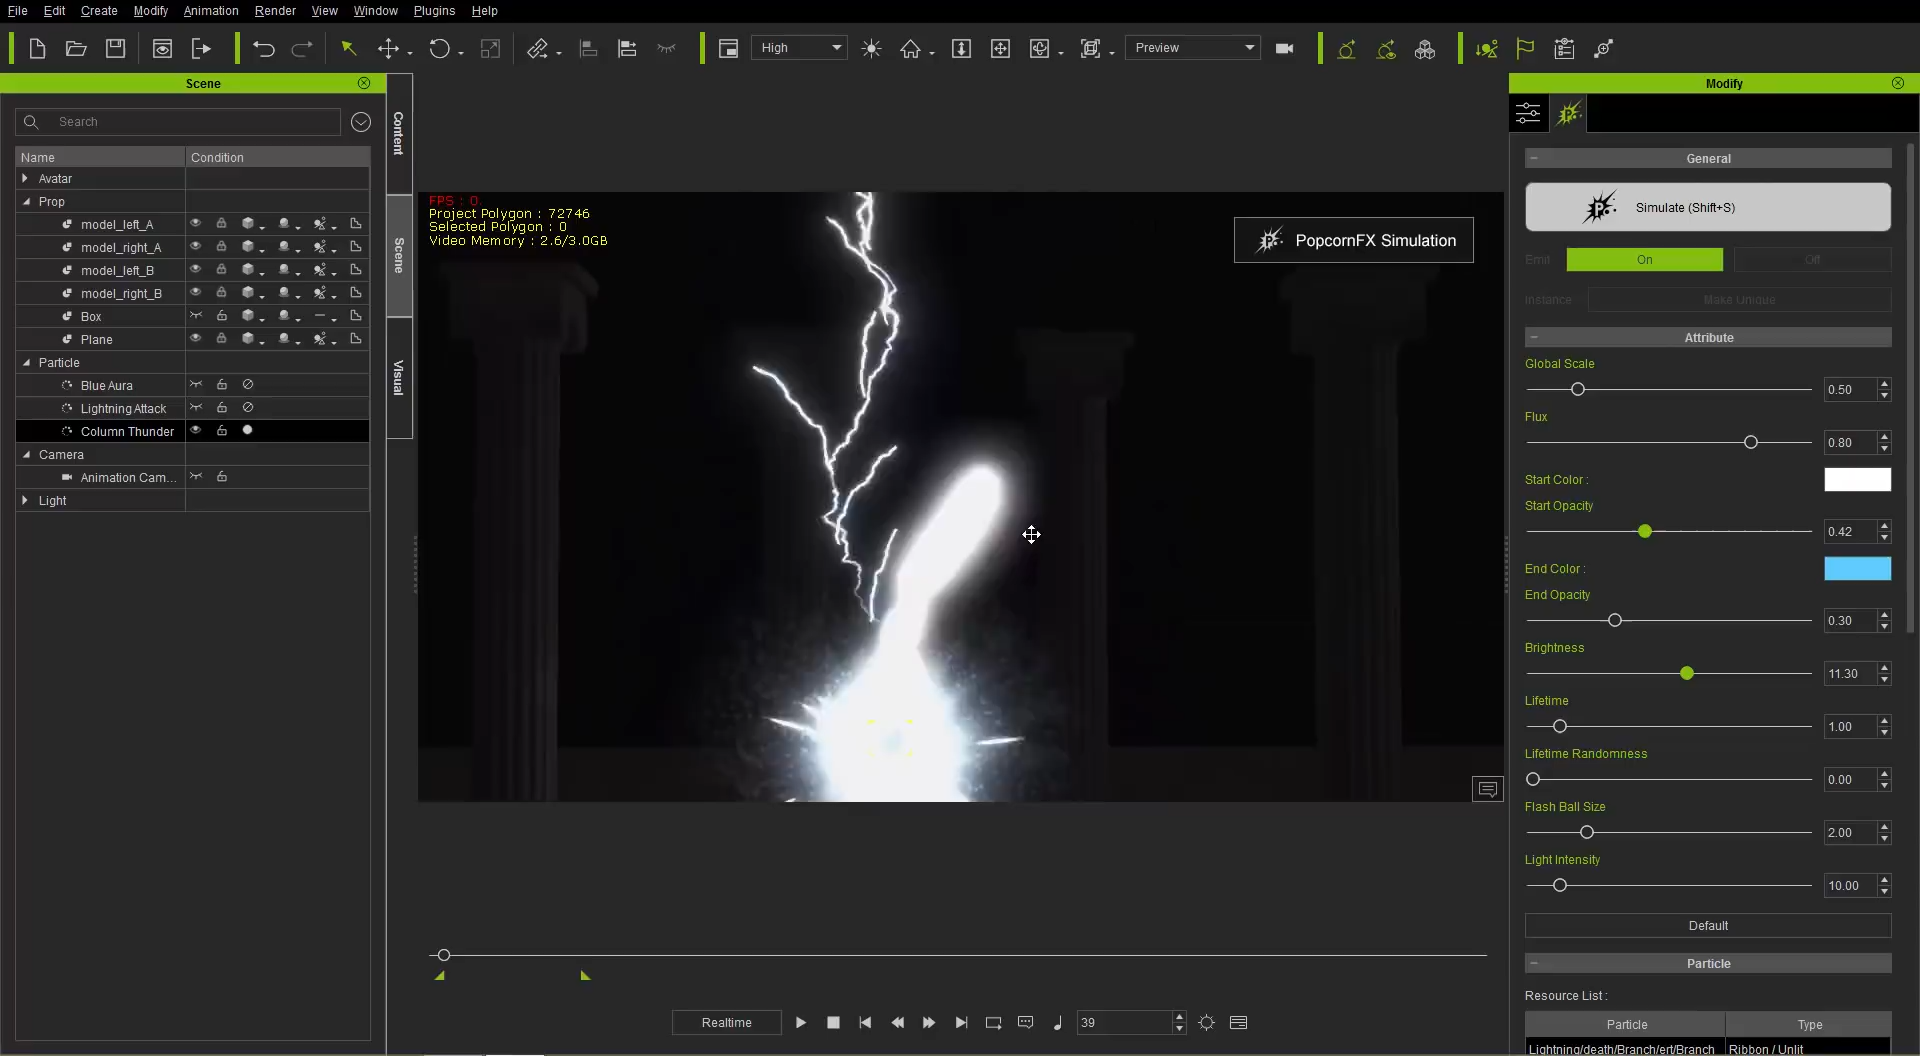 File Edit Create Modify Animation Render View Window Plugins Help
High
Preview
Scene
Modify
Search
Content
Scene
Visual
Name Condition
Avatar
Prop
model_left_A
model_right_A
model_left_B
model_right_B
Box
Plane
Particle
Blue Aura
Lightning Attack
Column Thunder
Camera
Animation Cam...
Light
FPS : 0
Project Polygon : 72746
Selected Polygon : 0
Video Memory : 2.6/3.0GB
PopcornFX Simulation
General
Simulate (Shift+S)
Emit On Off
Instance Make Unique
Attribute
Global Scale
0.50
Flux
0.80
Start Color :
Start Opacity
0.42
End Color :
End Opacity
0.30
Brightness
11.30
Lifetime
1.00
Lifetime Randomness
0.00
Flash Ball Size
2.00
Light Intensity
10.00
Default
Particle
Resource List :
Particle Type
Lightning/death/Branch/ert/Branch Ribbon / Unlit
Realtime
39